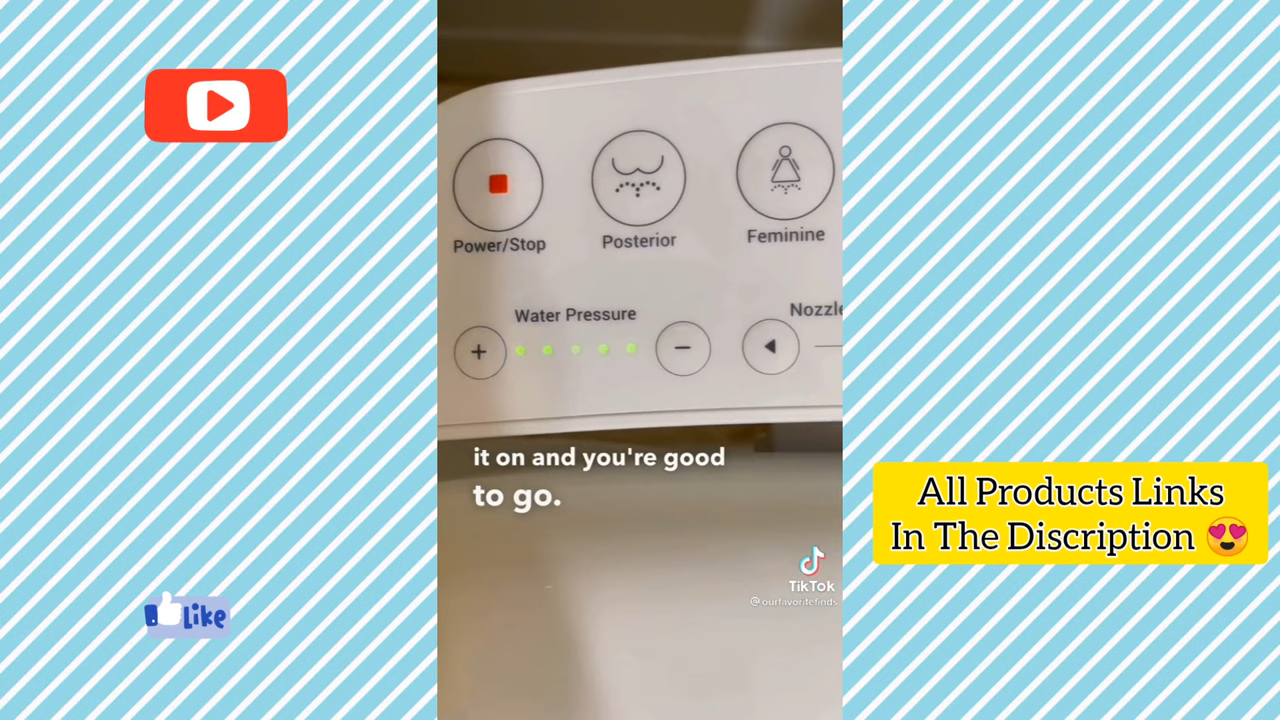 Power/Stop
Posterior
Feminine
Water Pressure
Nozzle
it on and you're good
to go.
TikTok
@ourfavoritefinds
Like
All Products Links
In The Discription 😍